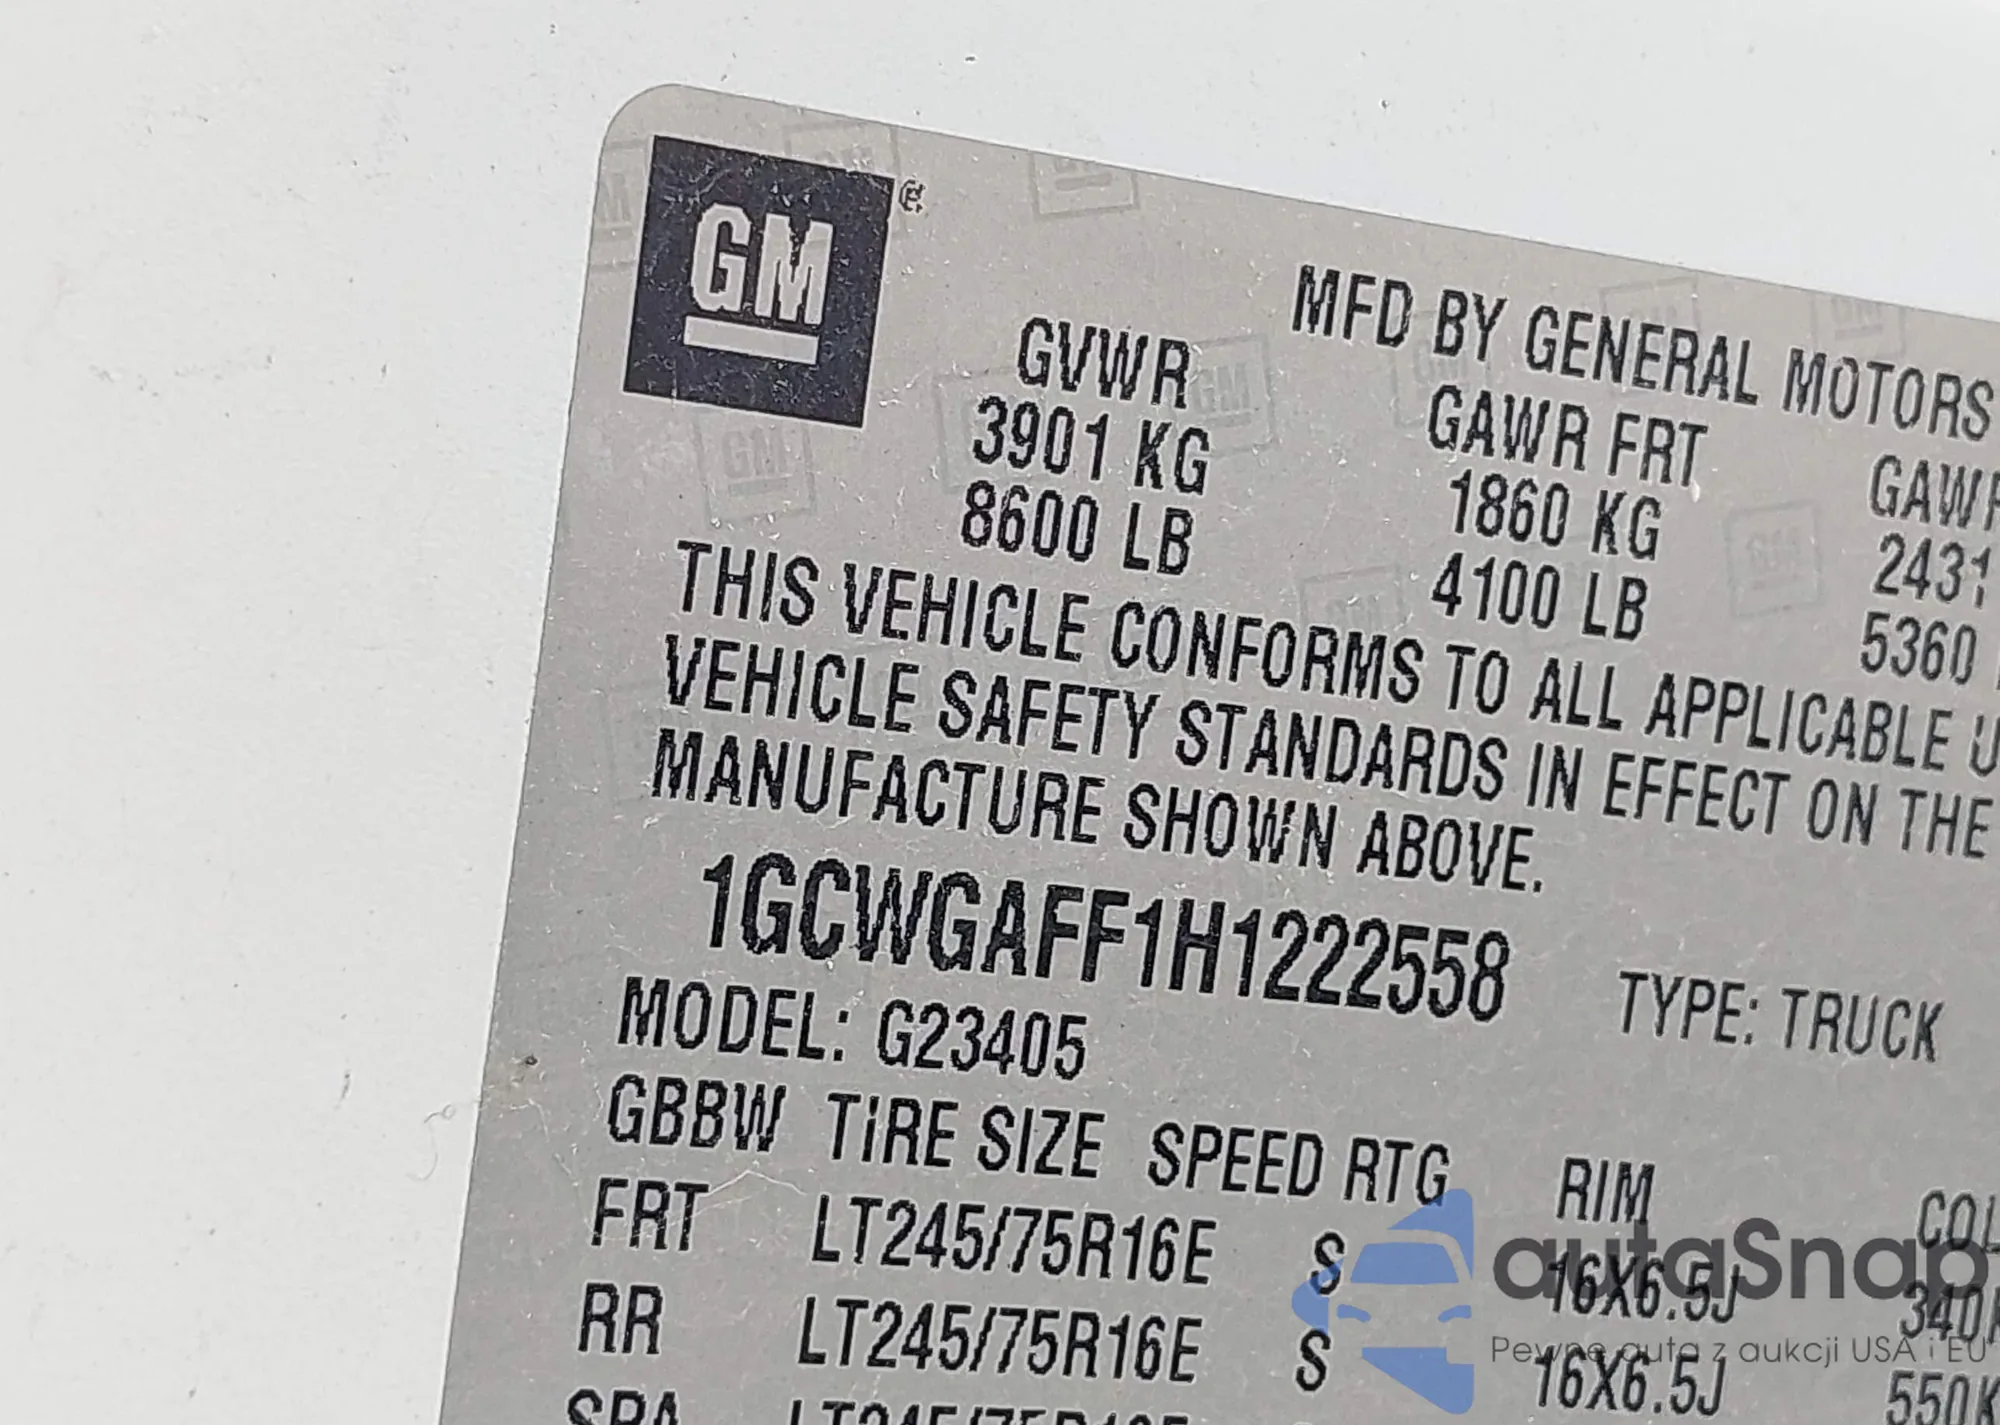 GM
MFD BY GENERAL MOTORS
GVWR GAWR FRT
3901 KG 1860 KG 2431
8600 LB 4100 LB 5360
THIS VEHICLE CONFORMS TO ALL APPLICABLE
VEHICLE SAFETY STANDARDS IN EFFECT ON THE
MANUFACTURE SHOWN ABOVE.
1GCWGAFF1H1222558 TYPE: TRUCK
MODEL: G23405
GBBW TiRE SIZE SPEED RTG RIM
FRT LT245/75R16E S 16X6.5J
RR LT245/75R16E S 16X6.5J
autaSnap
Pewne auta z aukcji USA i EU